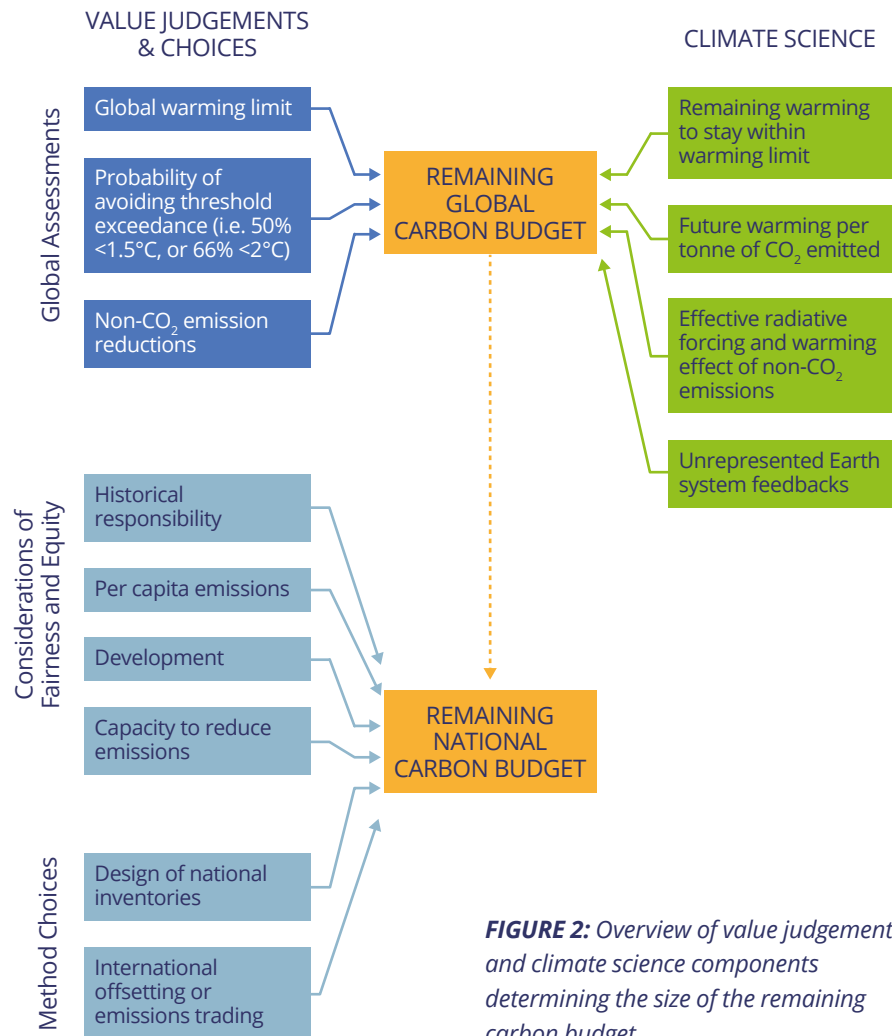 VALUE JUDGEMENTS
& CHOICES
CLIMATE SCIENCE
Global Assessments
Global warming limit
Probability of
avoiding threshold
exceedance (i.e. 50%
<1.5°C, or 66% <2°C)
Non-CO₂ emission
reductions
REMAINING
GLOBAL
CARBON BUDGET
Remaining warming
to stay within
warming limit
Future warming per
tonne of CO₂ emitted
Effective radiative
forcing and warming
effect of non-CO₂
emissions
Unrepresented Earth
system feedbacks
Considerations of
Fairness and Equity
Historical
responsibility
Per capita emissions
Development
Capacity to reduce
emissions
REMAINING
NATIONAL
CARBON BUDGET
Method Choices
Design of national
inventories
International
offsetting or
emissions trading
FIGURE 2: Overview of value judgement
and climate science components
determining the size of the remaining
carbon budget